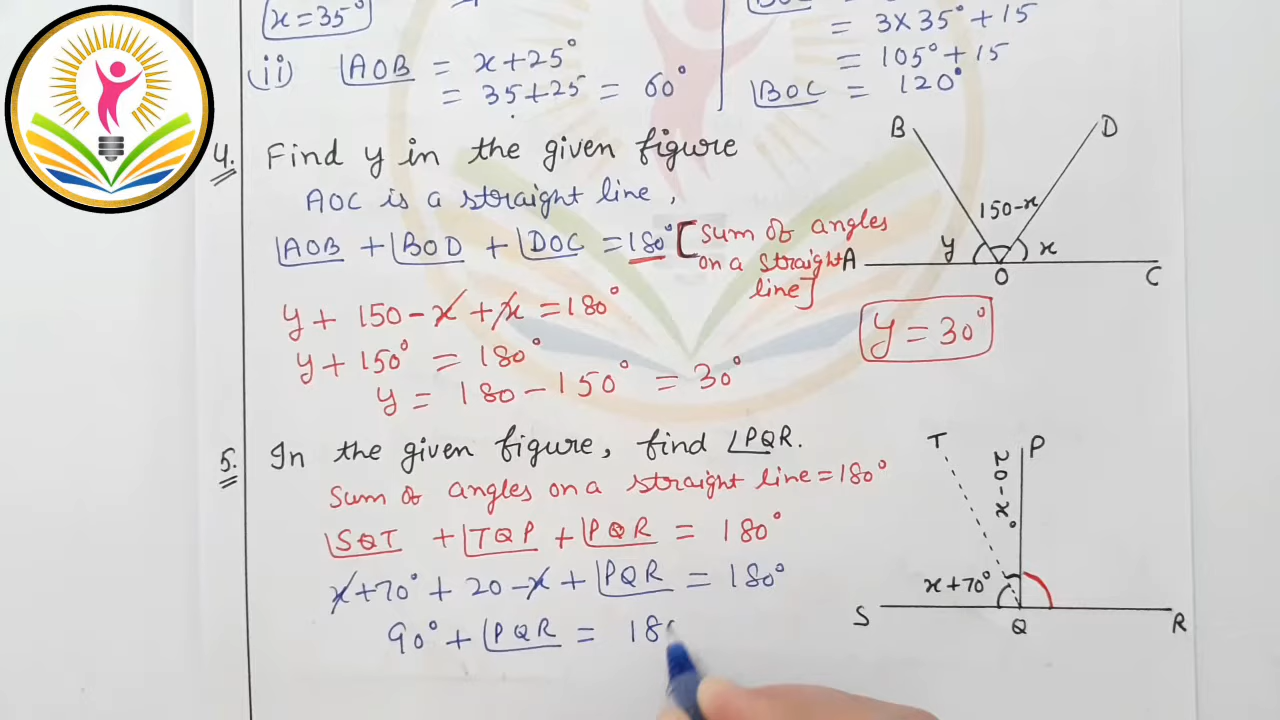 x=35°
(ii) ∠AOB = x+25°
= 35+25 = 60°
= 3×35°+15
= 105°+15
∠BOC = 120°
4. Find y in the given figure
AOC is a straight line,
∠AOB + ∠BOD + ∠DOC = 180° [sum of angles
on a straight
line]
y + 150 - x + x = 180°
y + 150° = 180°
y = 180 - 150° = 30°
B
D
150-x
y
x
A
O
C
y = 30°
5. In the given figure, find ∠PQR.
Sum of angles on a straight line = 180°
∠SQT + ∠TQP + ∠PQR = 180°
x+70° + 20-x + ∠PQR = 180°
90° + ∠PQR = 18
T
P
20-x°
x+70°
S
Q
R